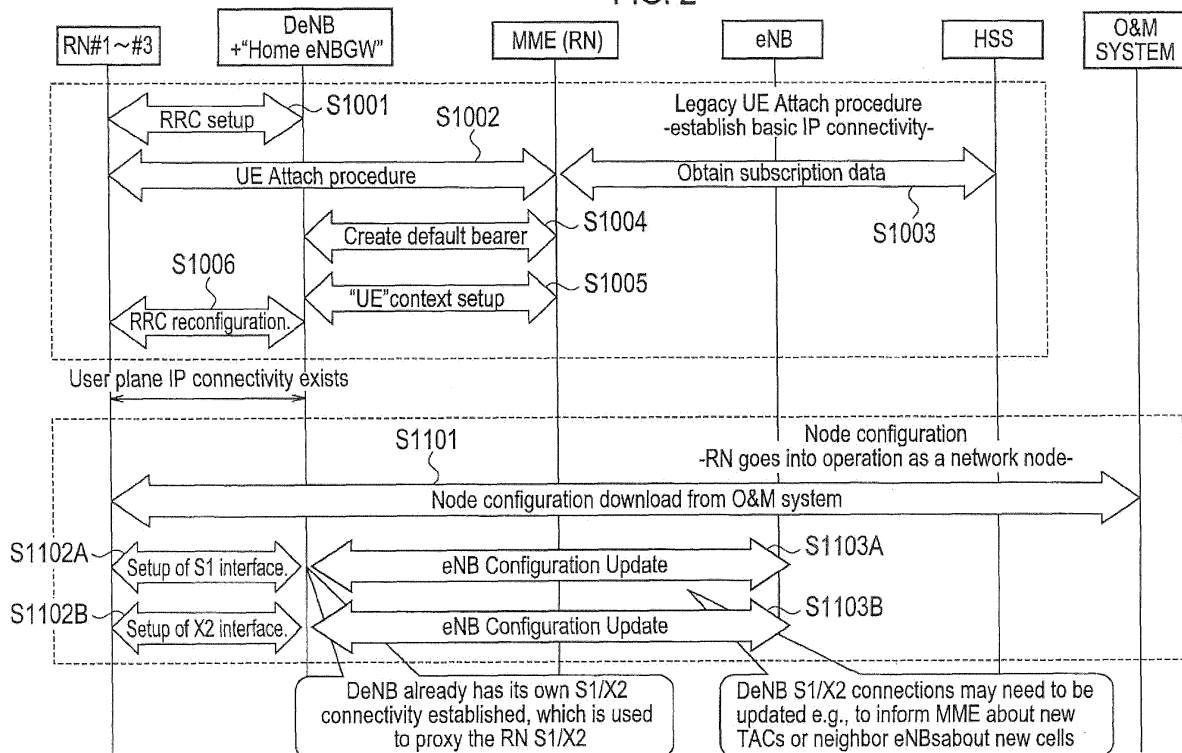 FIG. 2
RN#1~#3
DeNB
+"Home eNBGW"
MME (RN)
eNB
HSS
O&M
SYSTEM
S1001
RRC setup
Legacy UE Attach procedure
-establish basic IP connectivity-
S1002
UE Attach procedure
Obtain subscription data
S1003
S1004
Create default bearer
S1005
"UE"context setup
S1006
RRC reconfiguration.
User plane IP connectivity exists
Node configuration
-RN goes into operation as a network node-
S1101
Node configuration download from O&M system
S1102A
Setup of S1 interface.
eNB Configuration Update
S1103A
S1102B
Setup of X2 interface.
eNB Configuration Update
S1103B
DeNB already has its own S1/X2
connectivity established, which is used
to proxy the RN S1/X2
DeNB S1/X2 connections may need to be
updated e.g., to inform MME about new
TACs or neighbor eNBsabout new cells